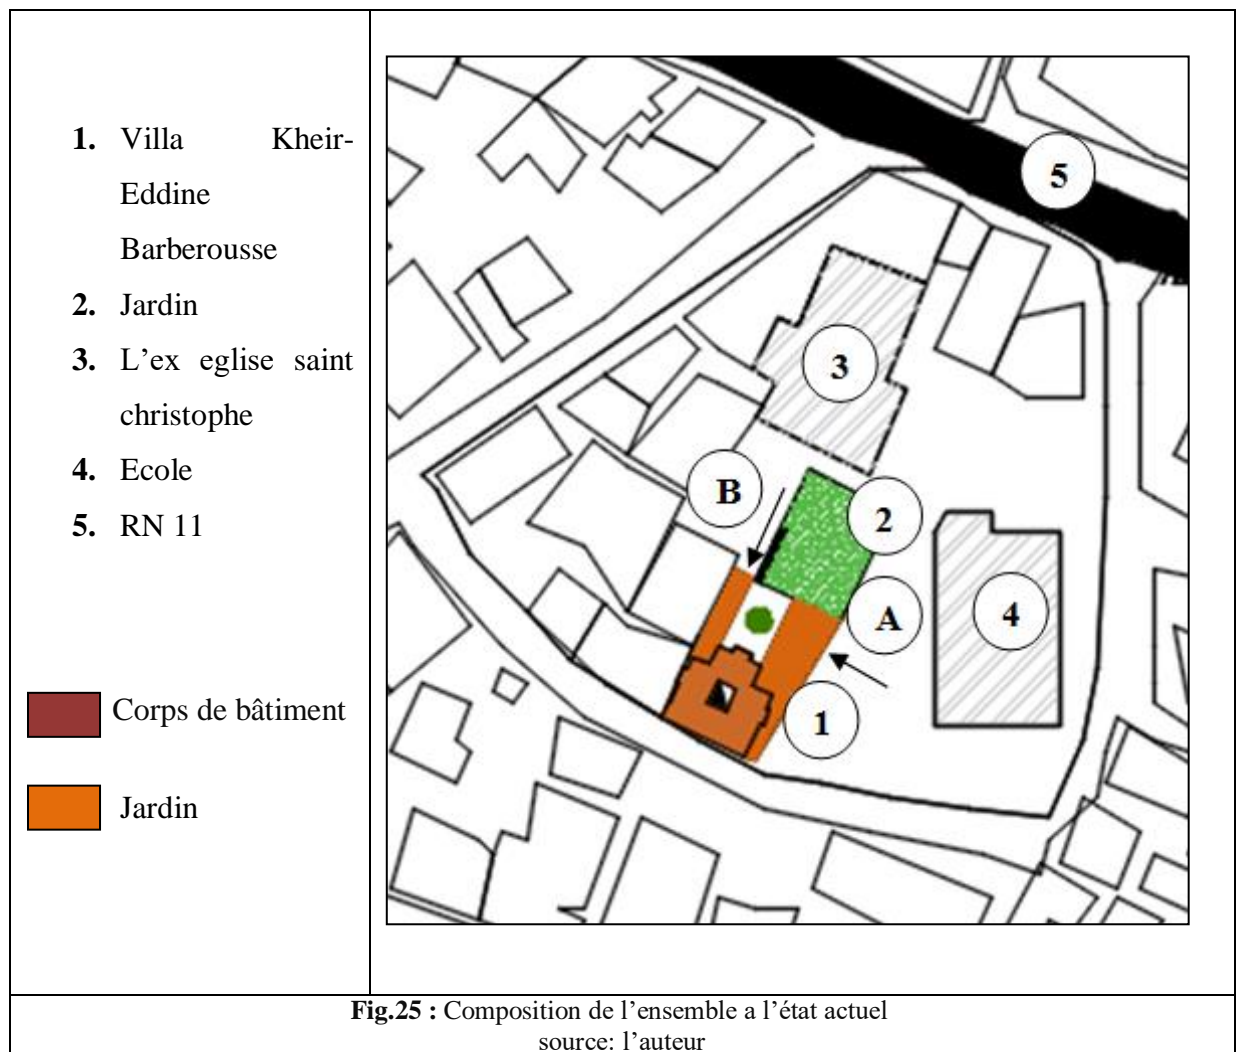 1. Villa Kheir-
Eddine
Barberousse
2. Jardin
3. L’ex eglise saint
christophe
4. Ecole
5. RN 11
Corps de bâtiment
Jardin
5
3
B
2
A
4
1
Fig.25 : Composition de l’ensemble a l’état actuel
source: l’auteur